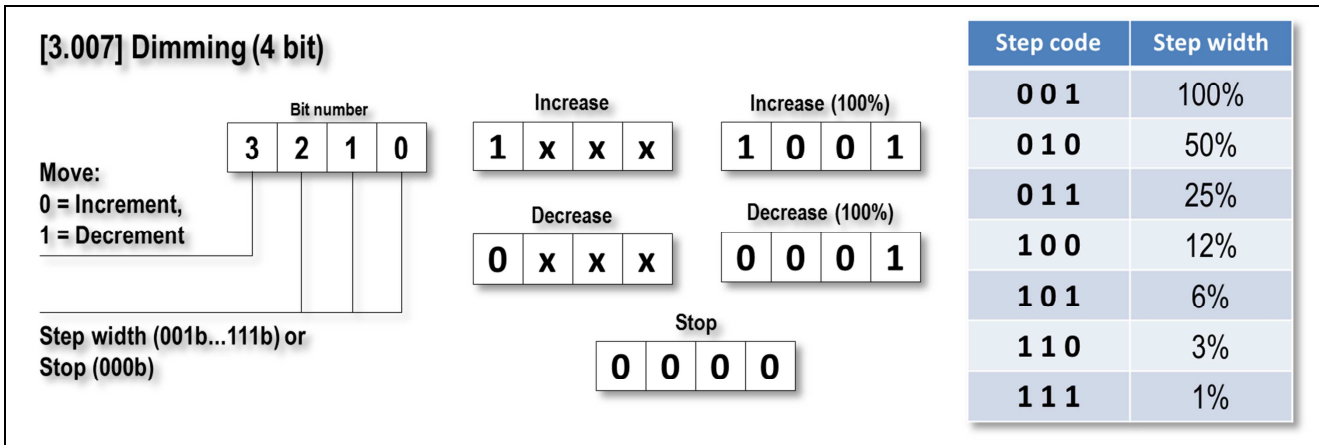 [3.007] Dimming (4 bit)
Bit number
3 2 1 0
Move:
0 = Increment,
1 = Decrement
Step width (001b...111b) or
Stop (000b)
Increase
1 x x x
Increase (100%)
1 0 0 1
Decrease
0 x x x
Decrease (100%)
0 0 0 1
Stop
0 0 0 0
Step code Step width
0 0 1 100%
0 1 0 50%
0 1 1 25%
1 0 0 12%
1 0 1 6%
1 1 0 3%
1 1 1 1%